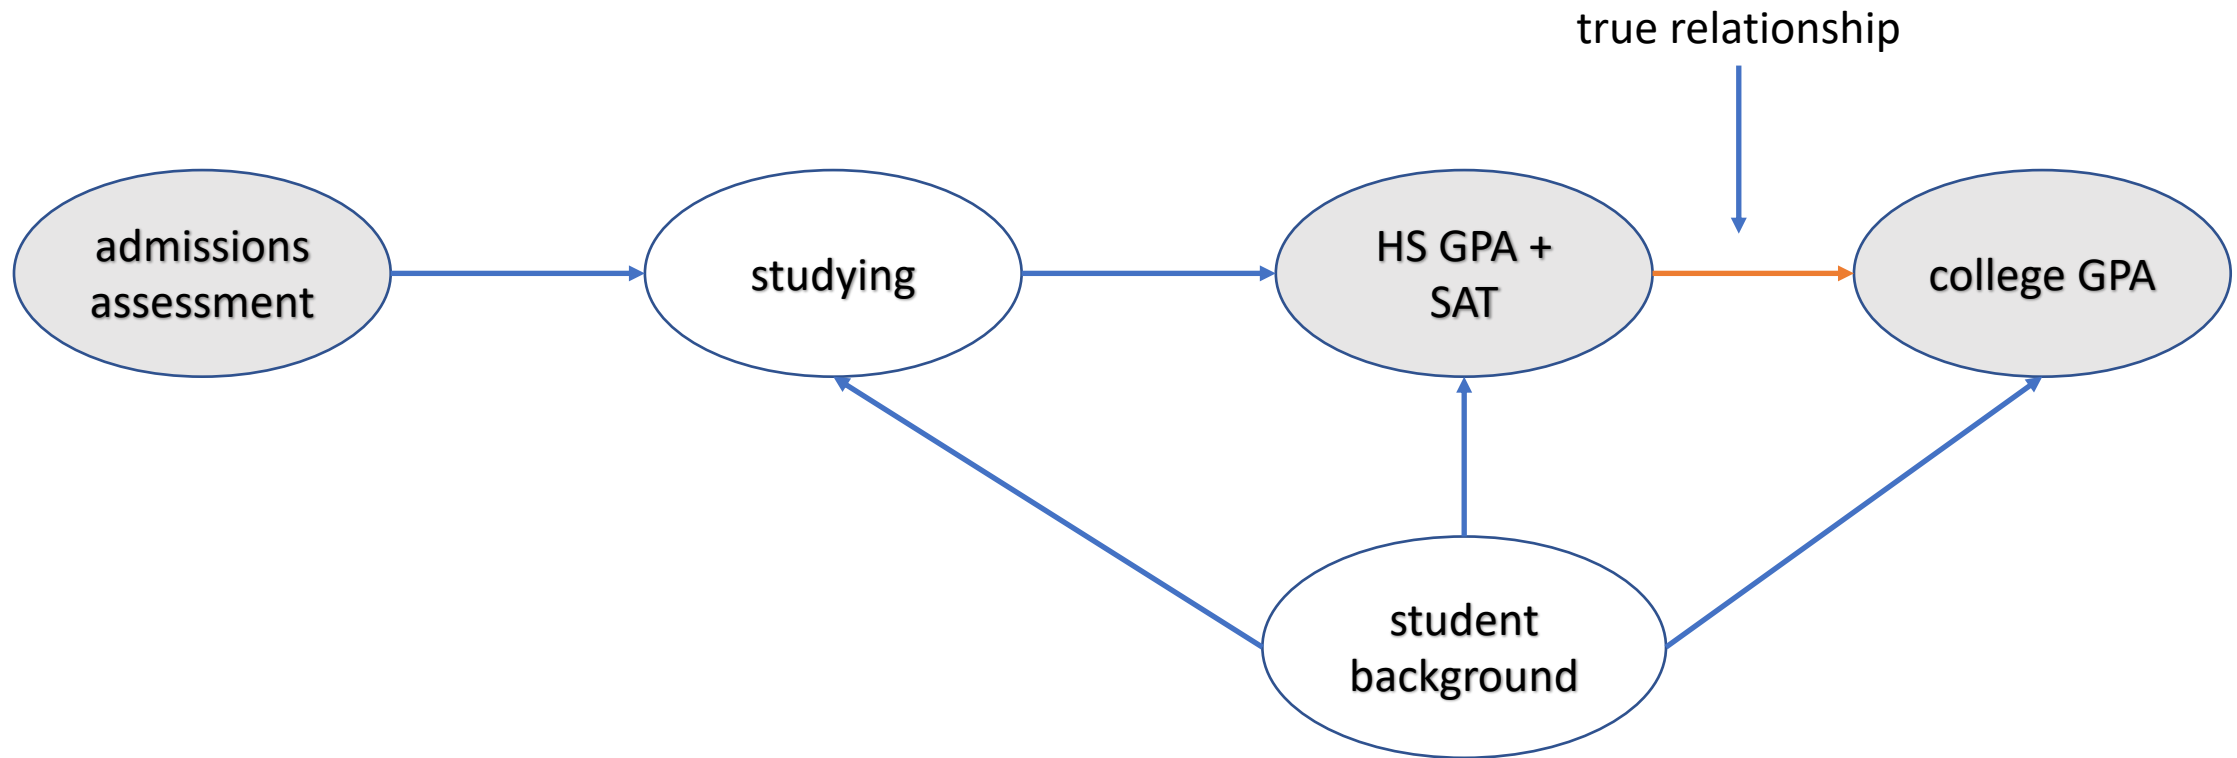 true relationship
admissions
assessment
studying
HS GPA +
SAT
college GPA
student
background